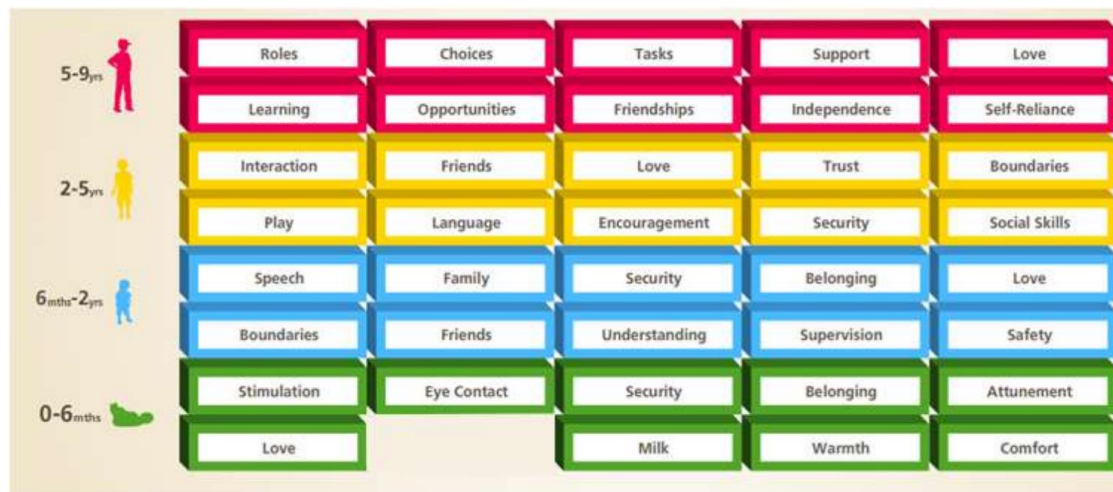 5-9yrs
Roles Choices Tasks Support Love
Learning Opportunities Friendships Independence Self-Reliance
2-5yrs
Interaction Friends Love Trust Boundaries
Play Language Encouragement Security Social Skills
6mths-2yrs
Speech Family Security Belonging Love
Boundaries Friends Understanding Supervision Safety
0-6mths
Stimulation Eye Contact Security Belonging Attunement
Love Milk Warmth Comfort